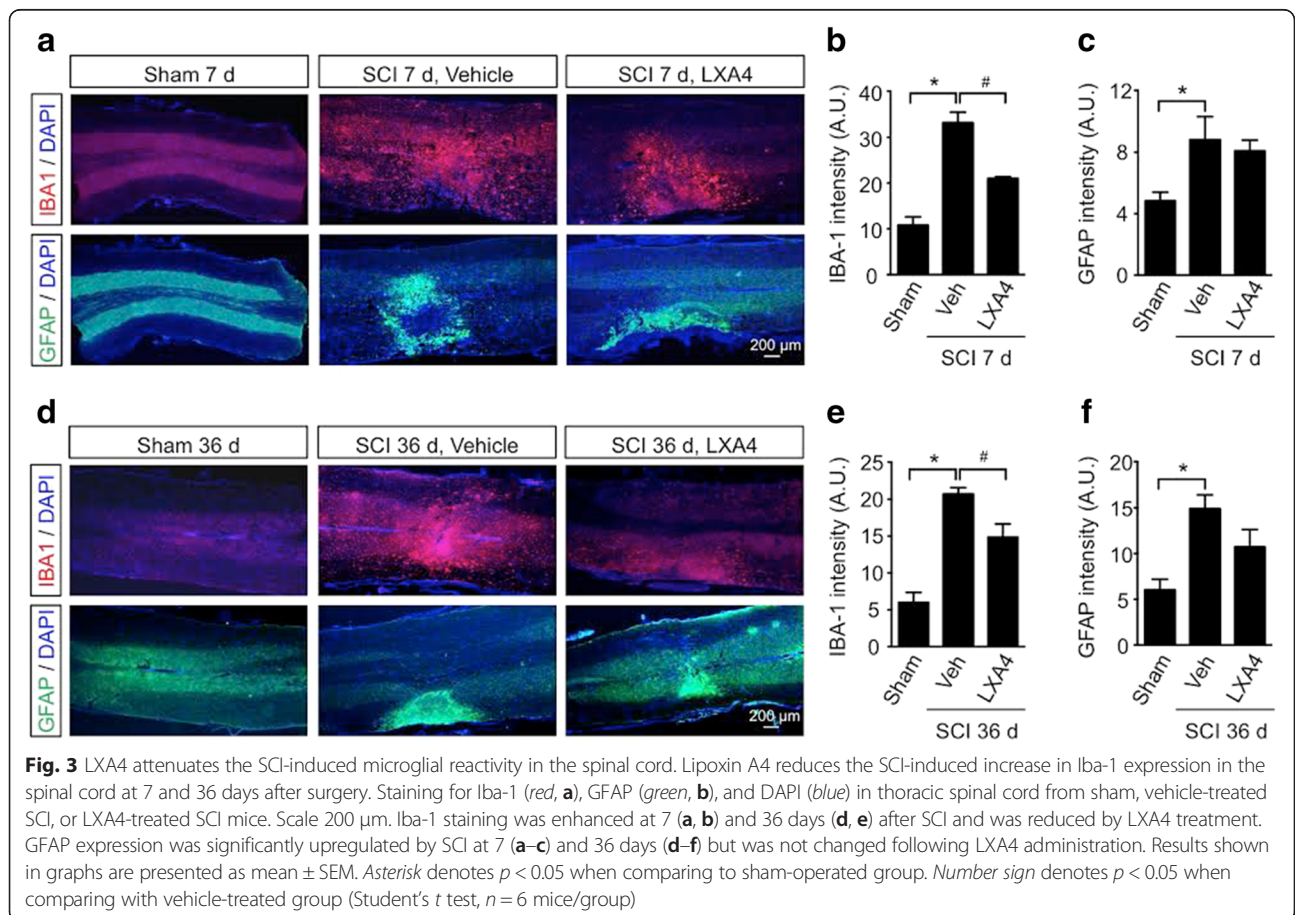 a
Sham 7 d
SCI 7 d, Vehicle
SCI 7 d, LXA4
IBA1 / DAPI
GFAP / DAPI
200 µm
b
IBA-1 intensity (A.U.)
40
30
20
10
0
*
#
Sham
Veh
LXA4
SCI 7 d
c
GFAP intensity (A.U.)
12
8
4
0
*
Sham
Veh
LXA4
SCI 7 d
d
Sham 36 d
SCI 36 d, Vehicle
SCI 36 d, LXA4
IBA1 / DAPI
GFAP / DAPI
200 µm
e
IBA-1 intensity (A.U.)
25
20
15
10
5
0
*
#
Sham
Veh
LXA4
SCI 36 d
f
GFAP intensity (A.U.)
20
15
10
5
0
*
Sham
Veh
LXA4
SCI 36 d
Fig. 3 LXA4 attenuates the SCI-induced microglial reactivity in the spinal cord. Lipoxin A4 reduces the SCI-induced increase in Iba-1 expression in the
spinal cord at 7 and 36 days after surgery. Staining for Iba-1 (red, a), GFAP (green, b), and DAPI (blue) in thoracic spinal cord from sham, vehicle-treated
SCI, or LXA4-treated SCI mice. Scale 200 µm. Iba-1 staining was enhanced at 7 (a, b) and 36 days (d, e) after SCI and was reduced by LXA4 treatment.
GFAP expression was significantly upregulated by SCI at 7 (a–c) and 36 days (d–f) but was not changed following LXA4 administration. Results shown
in graphs are presented as mean ± SEM. Asterisk denotes p < 0.05 when comparing to sham-operated group. Number sign denotes p < 0.05 when
comparing with vehicle-treated group (Student's t test, n = 6 mice/group)